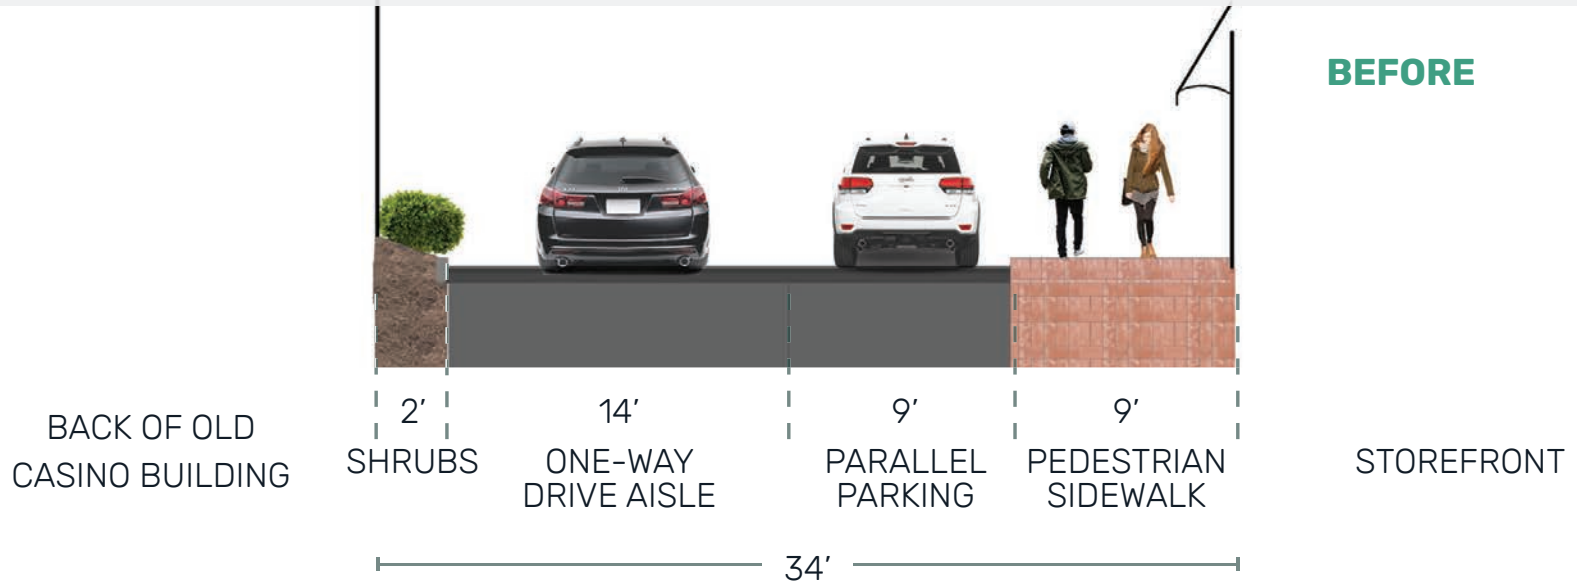 BEFORE
2' 14' 9' 9'
BACK OF OLD
CASINO BUILDING
SHRUBS
ONE-WAY
DRIVE AISLE
PARALLEL
PARKING
PEDESTRIAN
SIDEWALK
STOREFRONT
34'